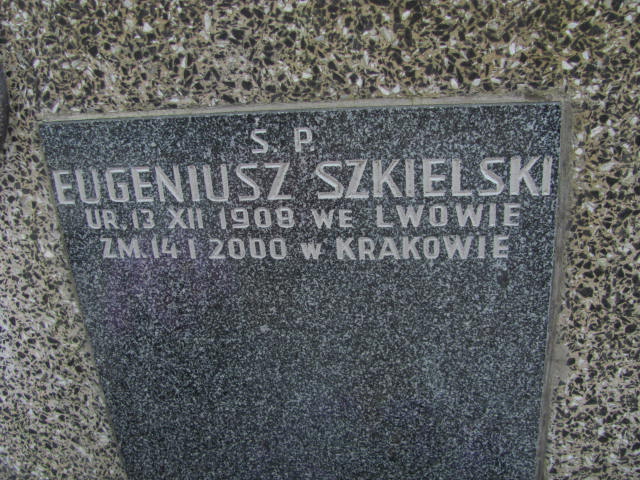 Ś. P.
EUGENIUSZ SZKIELSKI
UR. 13 XII 1908 WE LWOWIE
ZM. 14 I 2000 W KRAKOWIE